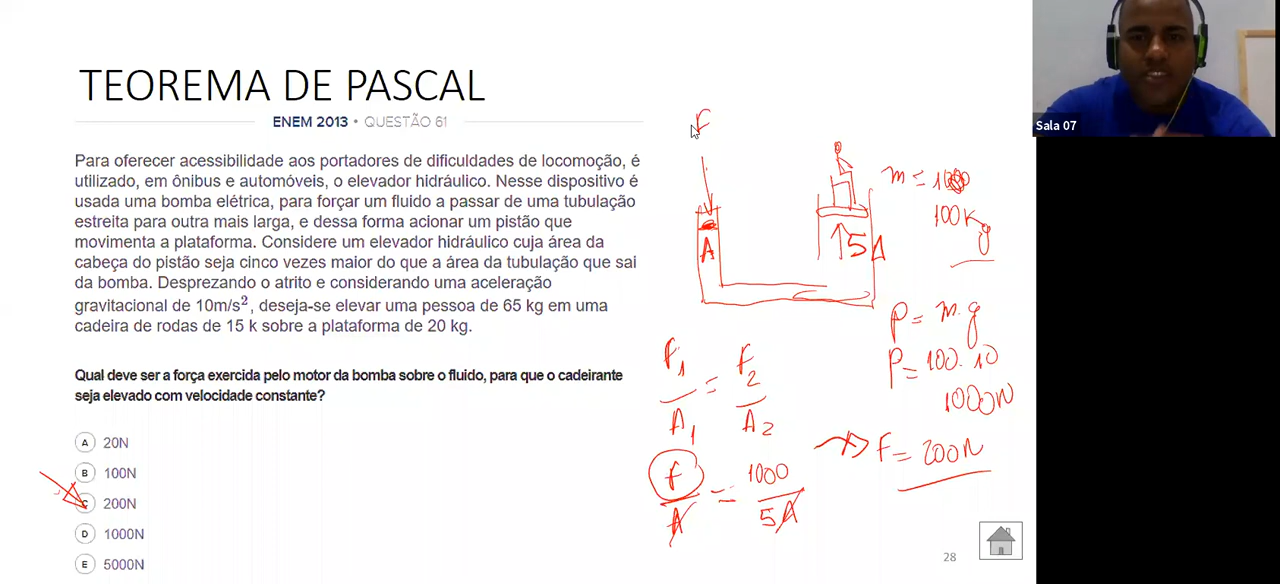 TEOREMA DE PASCAL
ENEM 2013 • QUESTÃO 61
Para oferecer acessibilidade aos portadores de dificuldades de locomoção, é
utilizado, em ônibus e automóveis, o elevador hidráulico. Nesse dispositivo é
usada uma bomba elétrica, para forçar um fluido a passar de uma tubulação
estreita para outra mais larga, e dessa forma acionar um pistão que
movimenta a plataforma. Considere um elevador hidráulico cuja área da
cabeça do pistão seja cinco vezes maior do que a área da tubulação que sai
da bomba. Desprezando o atrito e considerando uma aceleração
gravitacional de 10m/s², deseja-se elevar uma pessoa de 65 kg em uma
cadeira de rodas de 15 k sobre a plataforma de 20 kg.
Qual deve ser a força exercida pelo motor da bomba sobre o fluido, para que o cadeirante
seja elevado com velocidade constante?
A 20N
B 100N
C 200N
D 1000N
E 5000N
F
A
5A
m =
100Kg
P = m.g
P = 100.10
1000N
F1/A1 = F2/A2
f/A = 1000/5A
F = 200N
28
Sala 07